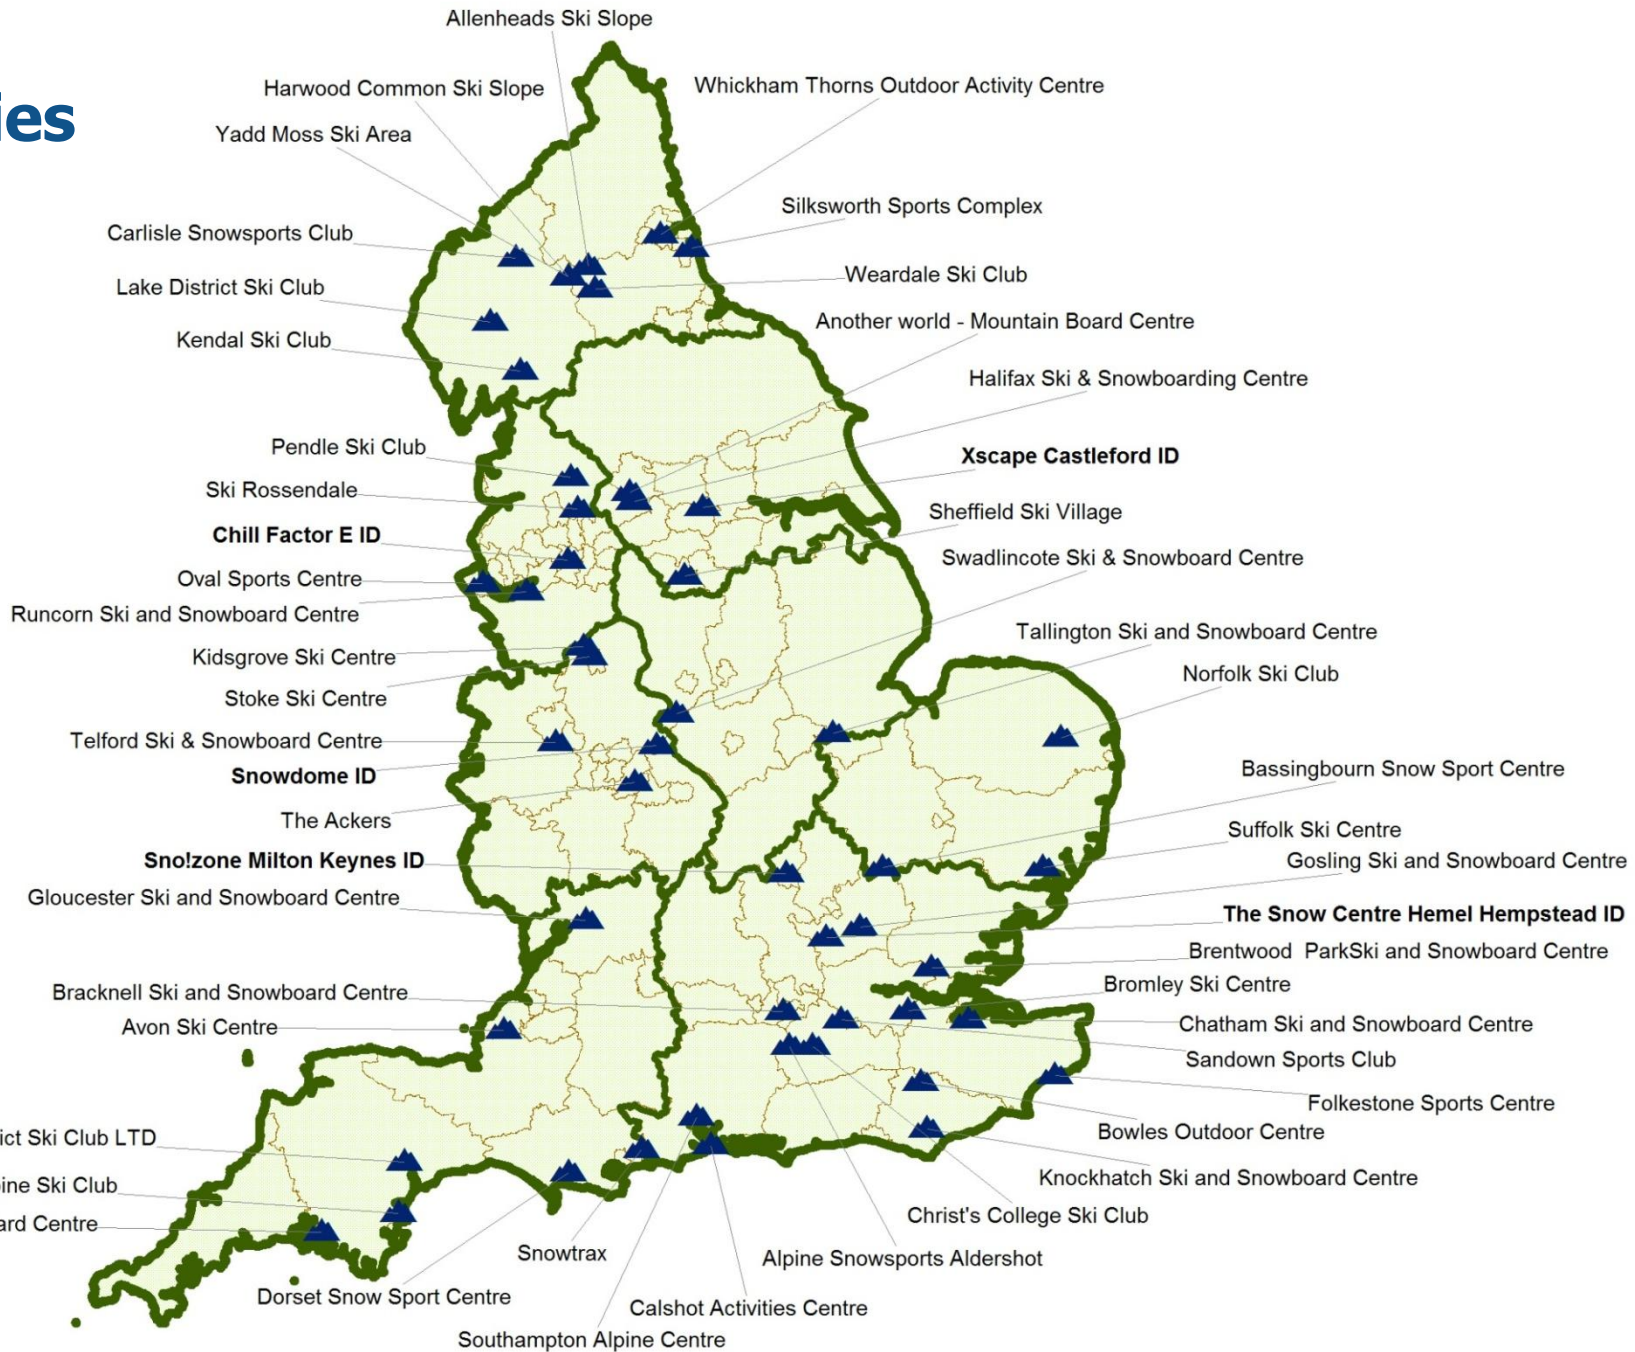 Allenheads Ski Slope
Harwood Common Ski Slope
Whickham Thorns Outdoor Activity Centre
ies
Yadd Moss Ski Area
Silksworth Sports Complex
Carlisle Snowsports Club
Weardale Ski Club
Lake District Ski Club
Another world - Mountain Board Centre
Kendal Ski Club
Halifax Ski & Snowboarding Centre
Pendle Ski Club
Xscape Castleford ID
Ski Rossendale
Sheffield Ski Village
Chill Factor E ID
Swadlincote Ski & Snowboard Centre
Oval Sports Centre
Runcorn Ski and Snowboard Centre
Tallington Ski and Snowboard Centre
Kidsgrove Ski Centre
Norfolk Ski Club
Stoke Ski Centre
Telford Ski & Snowboard Centre
Snowdome ID
Bassingbourn Snow Sport Centre
The Ackers
Suffolk Ski Centre
Sno!zone Milton Keynes ID
Gosling Ski and Snowboard Centre
Gloucester Ski and Snowboard Centre
The Snow Centre Hemel Hempstead ID
Brentwood ParkSki and Snowboard Centre
Bracknell Ski and Snowboard Centre
Bromley Ski Centre
Avon Ski Centre
Chatham Ski and Snowboard Centre
Sandown Sports Club
Folkestone Sports Centre
ict Ski Club LTD
Bowles Outdoor Centre
Knockhatch Ski and Snowboard Centre
ine Ski Club
Christ's College Ski Club
ard Centre
Snowtrax
Alpine Snowsports Aldershot
Dorset Snow Sport Centre
Calshot Activities Centre
Southampton Alpine Centre